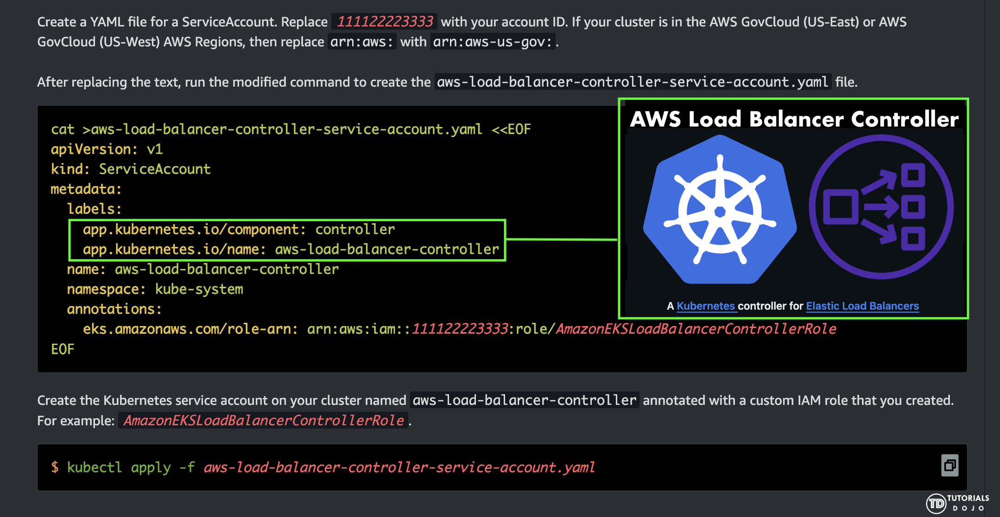 Create a YAML file for a ServiceAccount. Replace 111122223333 with your account ID. If your cluster is in the AWS GovCloud (US-East) or AWS
GovCloud (US-West) AWS Regions, then replace arn:aws: with arn:aws-us-gov:.
After replacing the text, run the modified command to create the aws-load-balancer-controller-service-account.yaml file.
cat >aws-load-balancer-controller-service-account.yaml <<EOF
apiVersion: v1
kind: ServiceAccount
metadata:
  labels:
    app.kubernetes.io/component: controller
    app.kubernetes.io/name: aws-load-balancer-controller
  name: aws-load-balancer-controller
  namespace: kube-system
  annotations:
    eks.amazonaws.com/role-arn: arn:aws:iam::111122223333:role/AmazonEKSLoadBalancerControllerRole
EOF
AWS Load Balancer Controller
A Kubernetes controller for Elastic Load Balancers
Create the Kubernetes service account on your cluster named aws-load-balancer-controller annotated with a custom IAM role that you created.
For example: AmazonEKSLoadBalancerControllerRole.
$ kubectl apply -f aws-load-balancer-controller-service-account.yaml
TD TUTORIALS
DOJO